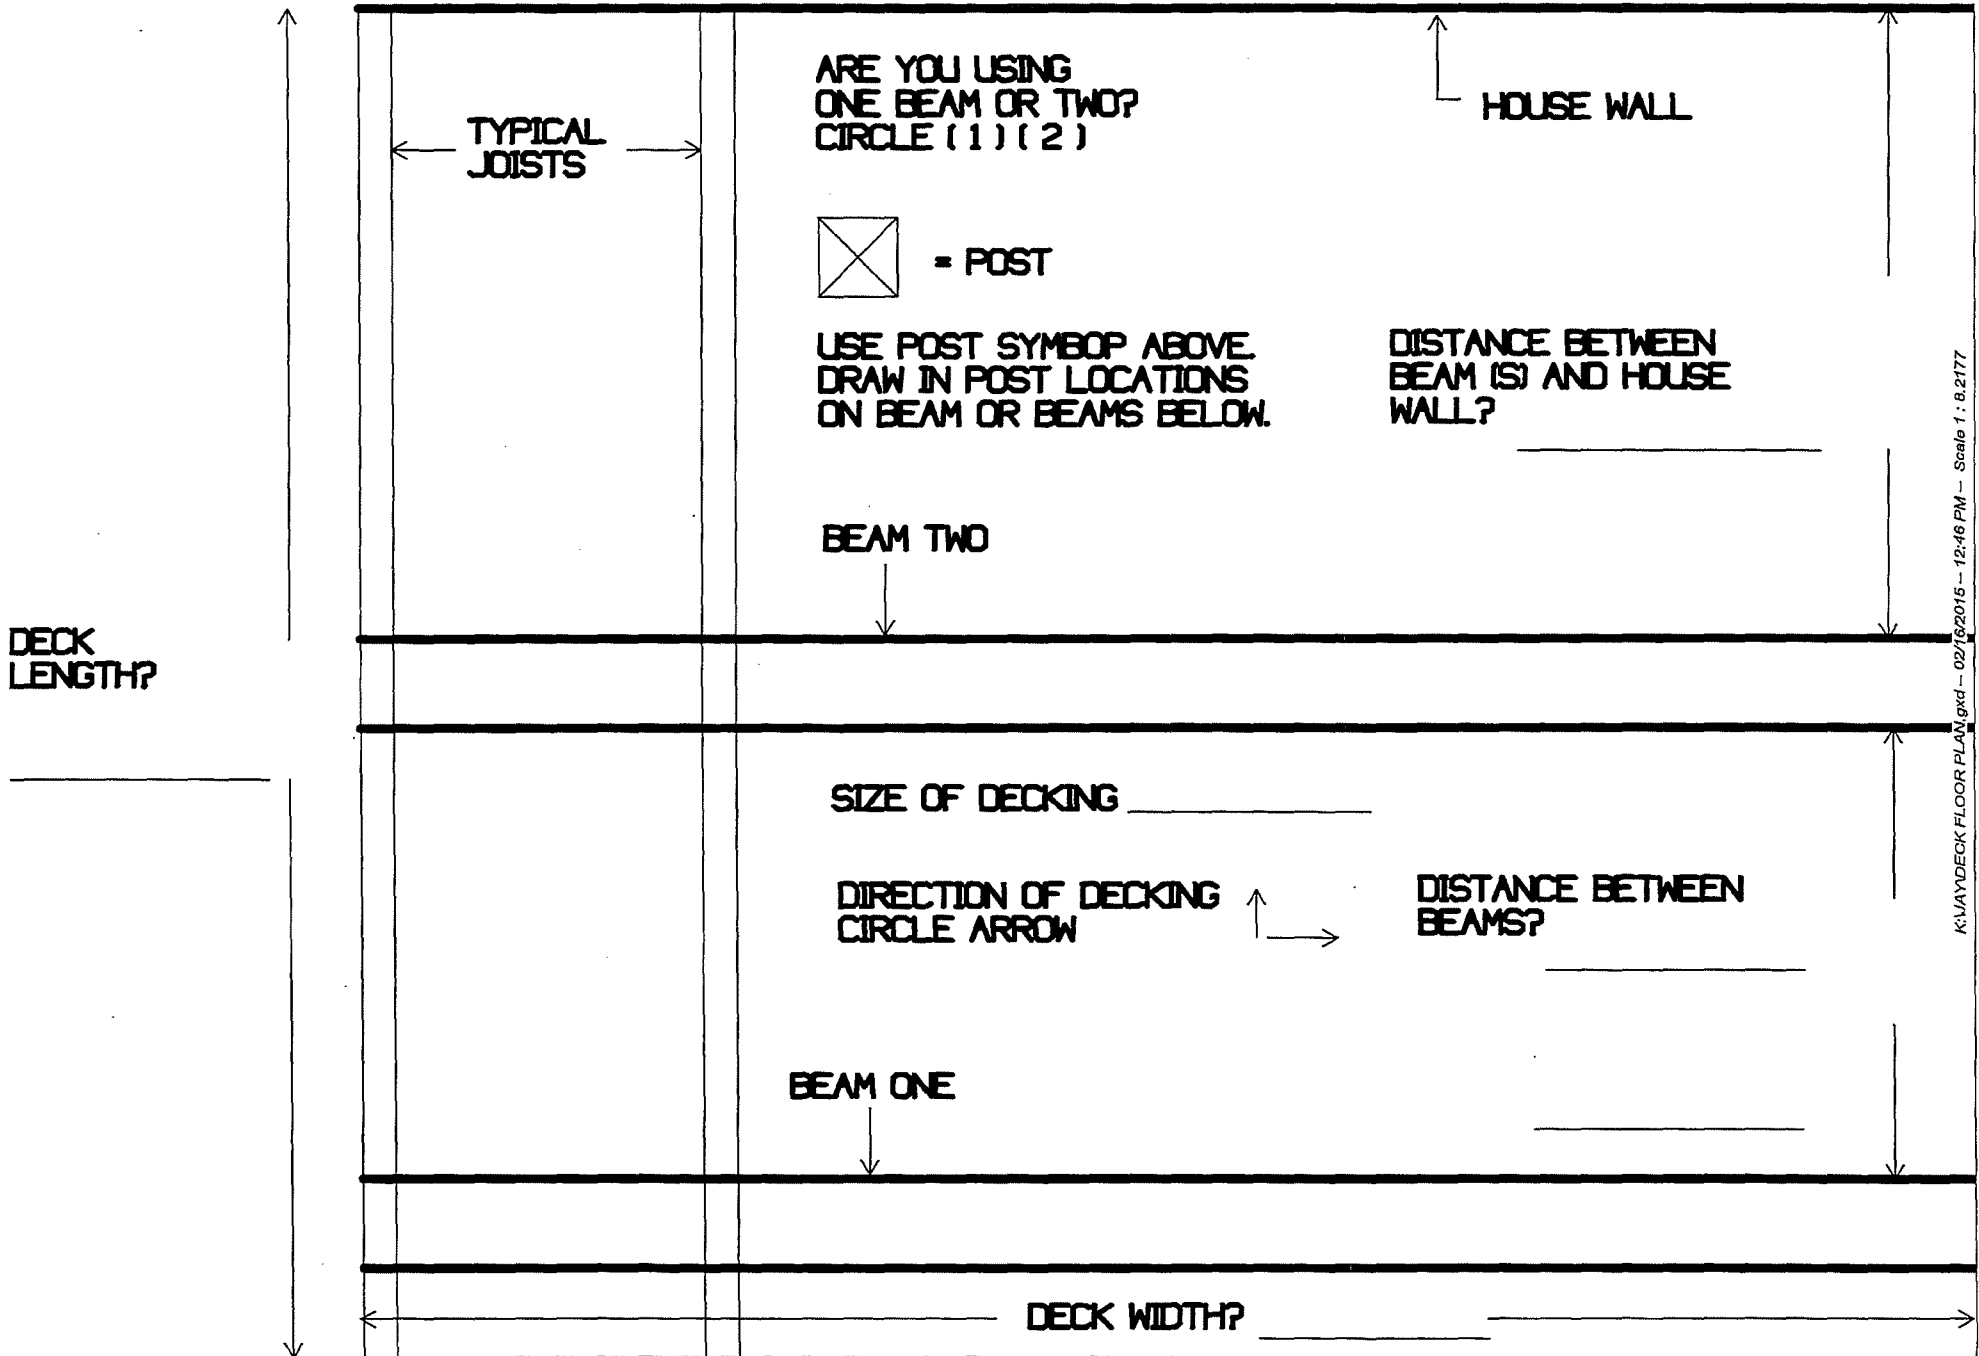 ARE YOU USING
ONE BEAM OR TWO?
CIRCLE (1)(2)
HOUSE WALL
TYPICAL
JOISTS
= POST
USE POST SYMBOP ABOVE.
DRAW IN POST LOCATIONS
ON BEAM OR BEAMS BELOW.
DISTANCE BETWEEN
BEAM (S) AND HOUSE
WALL?
BEAM TWO
DECK
LENGTH?
SIZE OF DECKING
DIRECTION OF DECKING
CIRCLE ARROW
DISTANCE BETWEEN
BEAMS?
BEAM ONE
DECK WIDTH?
K:\JAY\DECK FLOOR PLAN.gxd -- 02/16/2015 -- 12:46 PM -- Scale 1 : 8.2177